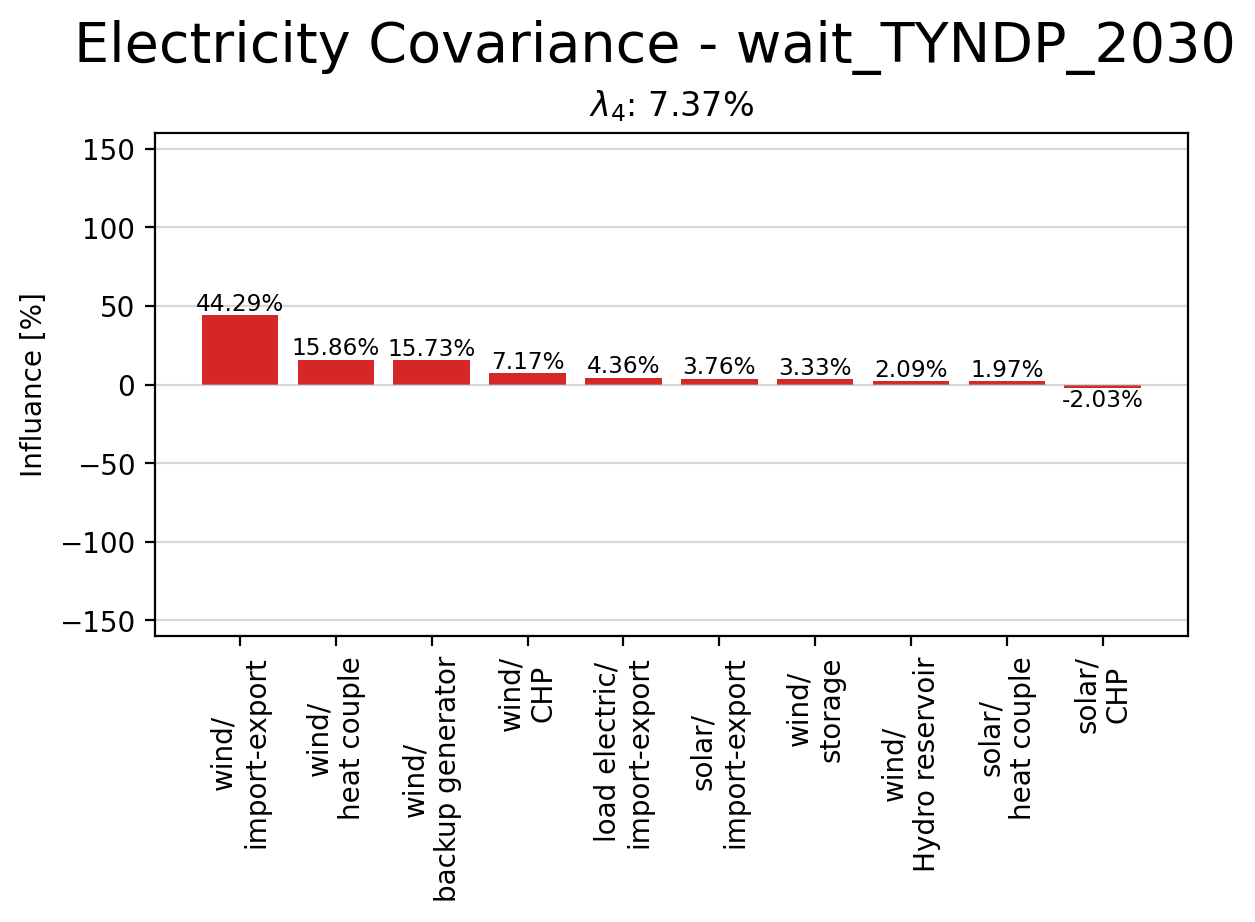 Electricity Covariance - wait_TYNDP_2030
λ4: 7.37%
Influance [%]
150
100
50
0
−50
−100
−150
44.29%
15.86%
15.73%
7.17%
4.36%
3.76%
3.33%
2.09%
1.97%
-2.03%
wind/
import-export
wind/
heat couple
wind/
backup generator
wind/
CHP
load electric/
import-export
solar/
import-export
wind/
storage
wind/
Hydro reservoir
solar/
heat couple
solar/
CHP